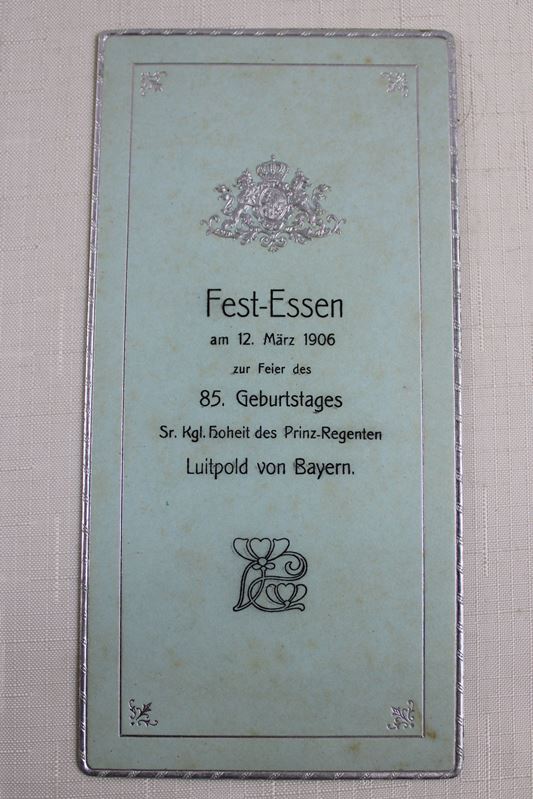 Fest-Essen
am 12. März 1906
zur Feier des
85. Geburtstages
Sr. Kgl. Hoheit des Prinz-Regenten
Luitpold von Bayern.